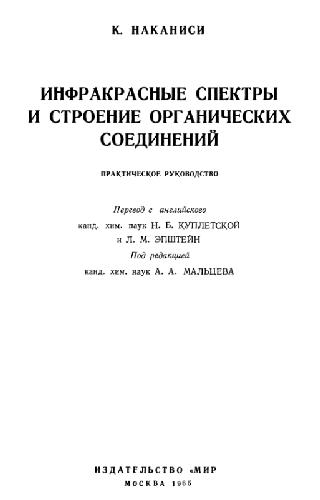 К. НАКАНИСИ
ИНФРАКРАСНЫЕ СПЕКТРЫ
И СТРОЕНИЕ ОРГАНИЧЕСКИХ
СОЕДИНЕНИЙ
ПРАКТИЧЕСКОЕ РУКОВОДСТВО
Перевод с английского
канд. хим. наук Н. Б. КУПЛЕТСКОЙ
и Л. М. ЭПШТЕЙН
Под редакцией
канд. хим. наук А. А. МАЛЬЦЕВА
ИЗДАТЕЛЬСТВО «МИР
МОСКВА 1965